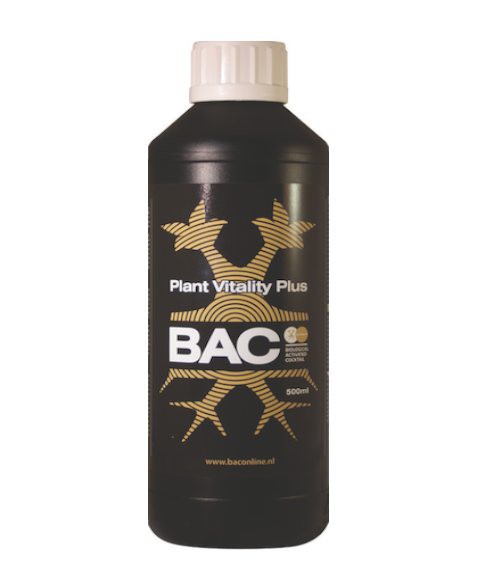 Plant Vitality Plus
BAC
BIOLOGICAL
ACTIVATED
COCKTAIL
500ml
www.baconline.nl